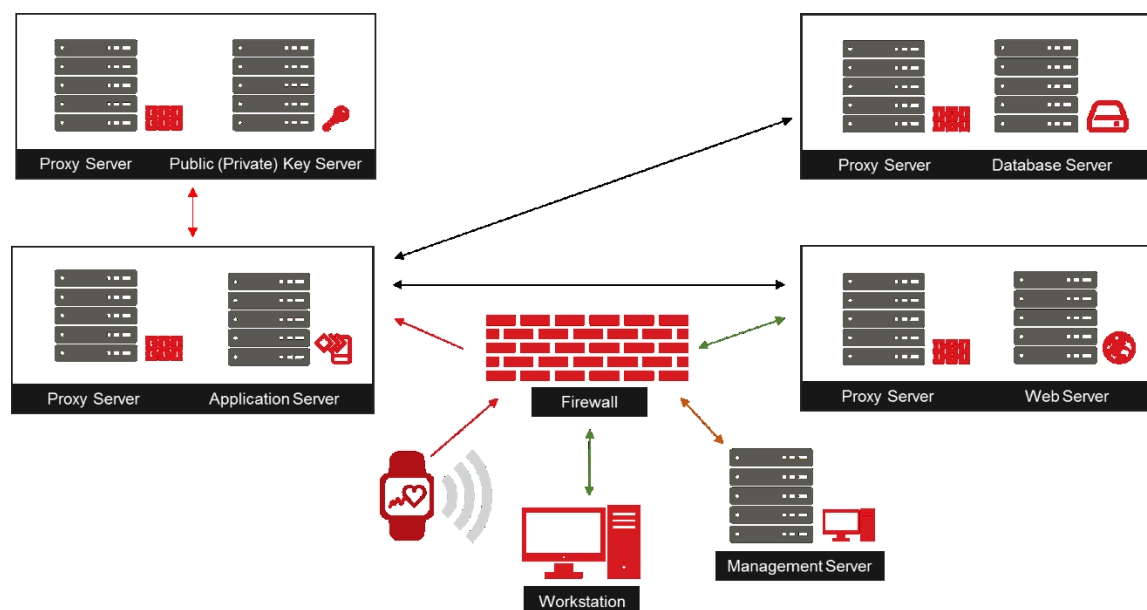 Proxy Server Public (Private) Key Server
Proxy Server Database Server
Proxy Server Application Server
Proxy Server Web Server
Firewall
Management Server
Workstation